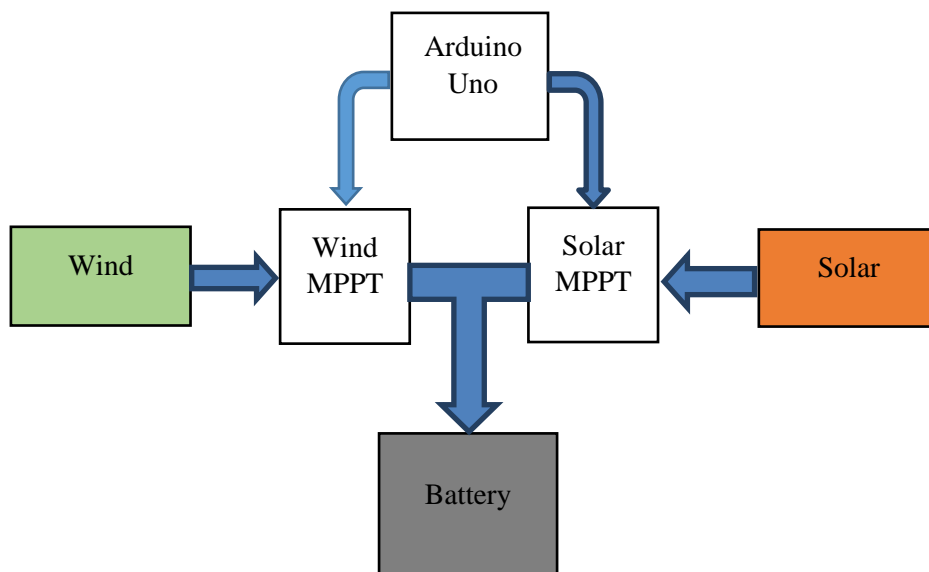 Arduino
Uno
Wind
Wind
MPPT
Solar
MPPT
Solar
Battery